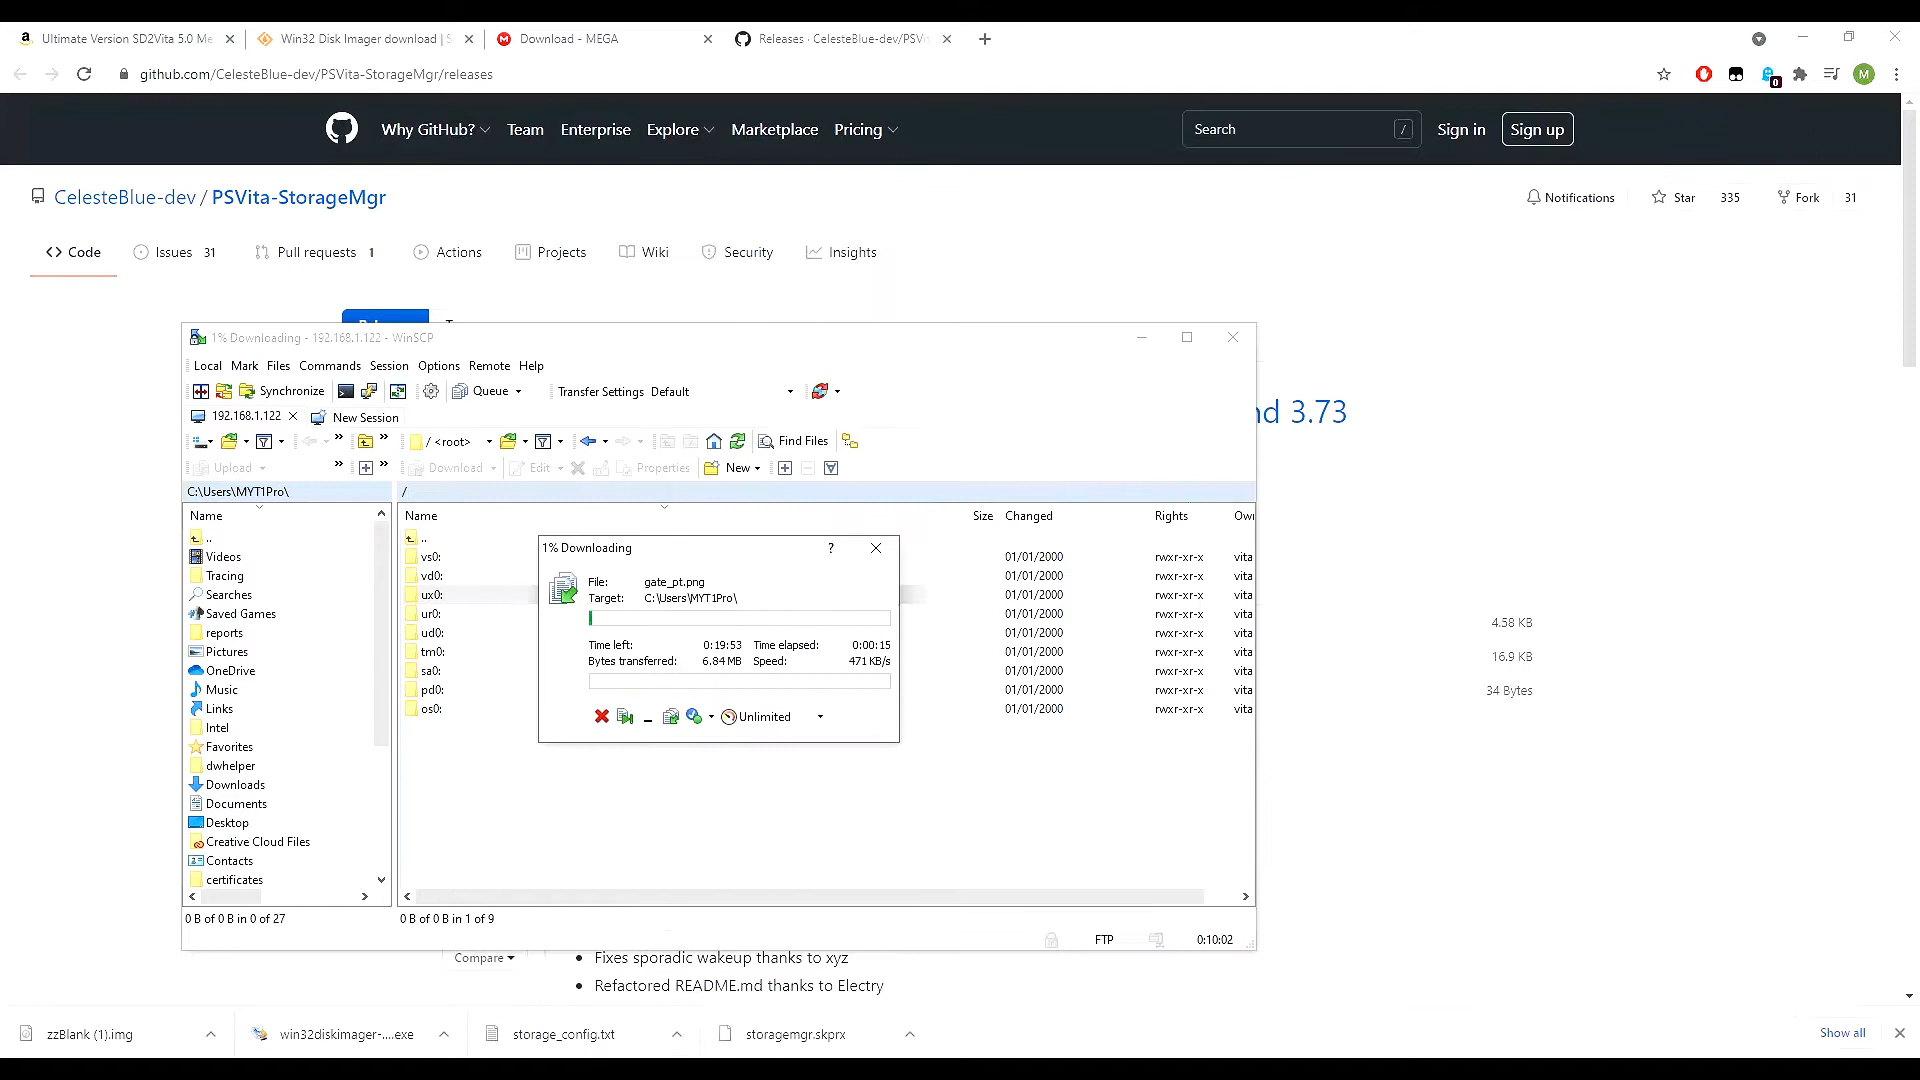 Ultimate Version SD2Vita 5.0 Me
Win32 Disk Imager download | S
Download - MEGA
Releases · CelesteBlue-dev/PSVi
github.com/CelesteBlue-dev/PSVita-StorageMgr/releases
0
M
Why GitHub?
Team
Enterprise
Explore
Marketplace
Pricing
Search
/
Sign in
Sign up
CelesteBlue-dev / PSVita-StorageMgr
Notifications
Star 335
Fork 31
Code
Issues 31
Pull requests 1
Actions
Projects
Wiki
Security
Insights
1% Downloading - 192.168.1.122 - WinSCP
Local Mark Files Commands Session Options Remote Help
Synchronize
Queue
Transfer Settings Default
192.168.1.122
New Session
nd 3.73
/ <root>
Find Files
Upload
Download
Edit
Properties
New
C:\Users\MYT1Pro\
/
Name
..
Videos
Tracing
Searches
Saved Games
reports
Pictures
OneDrive
Music
Links
Intel
Favorites
dwhelper
Downloads
Documents
Desktop
Creative Cloud Files
Contacts
certificates
Name Size Changed Rights Own
..
vs0: 01/01/2000 rwxr-xr-x vita
vd0: 01/01/2000 rwxr-xr-x vita
ux0: 01/01/2000 rwxr-xr-x vita
ur0: 01/01/2000 rwxr-xr-x vita
ud0: 01/01/2000 rwxr-xr-x vita
tm0: 01/01/2000 rwxr-xr-x vita
sa0: 01/01/2000 rwxr-xr-x vita
pd0: 01/01/2000 rwxr-xr-x vita
os0: 01/01/2000 rwxr-xr-x vita
1% Downloading
?
File: gate_pt.png
Target: C:\Users\MYT1Pro\
Time left: 0:19:53 Time elapsed: 0:00:15
Bytes transferred: 6.84 MB Speed: 471 KB/s
Unlimited
4.58 KB
16.9 KB
34 Bytes
0 B of 0 B in 0 of 27
0 B of 0 B in 1 of 9
FTP
0:10:02
Compare
Fixes sporadic wakeup thanks to xyz
Refactored README.md thanks to Electry
zzBlank (1).img
win32diskimager-....exe
storage_config.txt
storagemgr.skprx
Show all